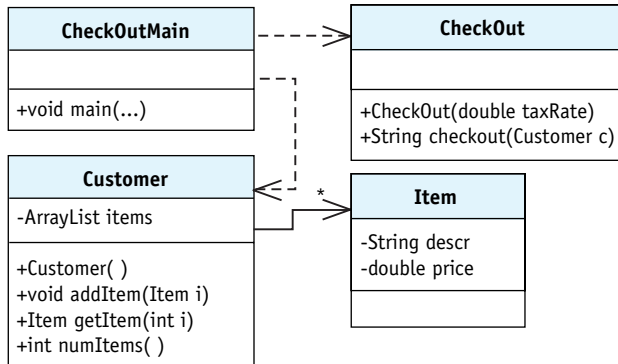 CheckOutMain
+void main(...)
CheckOut
+CheckOut(double taxRate)
+String checkout(Customer c)
Customer
-ArrayList items
+Customer( )
+void addItem(Item i)
+Item getItem(int i)
+int numItems( )
*
Item
-String descr
-double price